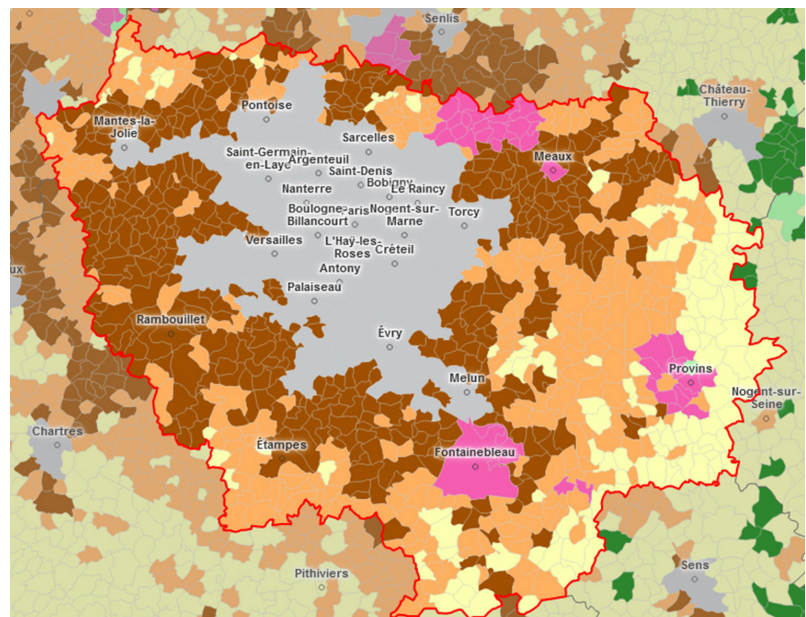 Senlis
Château-
Thierry
Pontoise
Mantes-la-
Jolie
Sarcelles
Saint-Germain-
en-Laye
Argenteuil
Saint-Denis
Meaux
Bobigny
Le Raincy
Nanterre
Boulogne-
Billancourt
Paris
Nogent-sur-
Marne
Torcy
Versailles
L'Haÿ-les-
Roses
Créteil
Antony
Palaiseau
Rambouillet
Évry
Provins
Melun
Nogent-sur-
Seine
Chartres
Étampes
Fontainebleau
Pithiviers
Sens